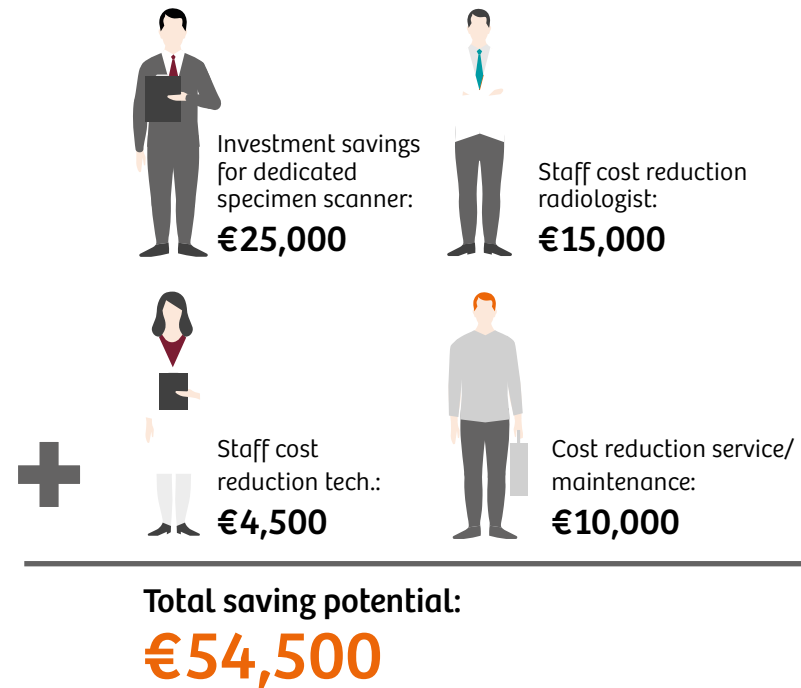 Investment savings
for dedicated
specimen scanner:
€25,000
Staff cost reduction
radiologist:
€15,000
Staff cost
reduction tech.:
€4,500
Cost reduction service/
maintenance:
€10,000
Total saving potential:
€54,500